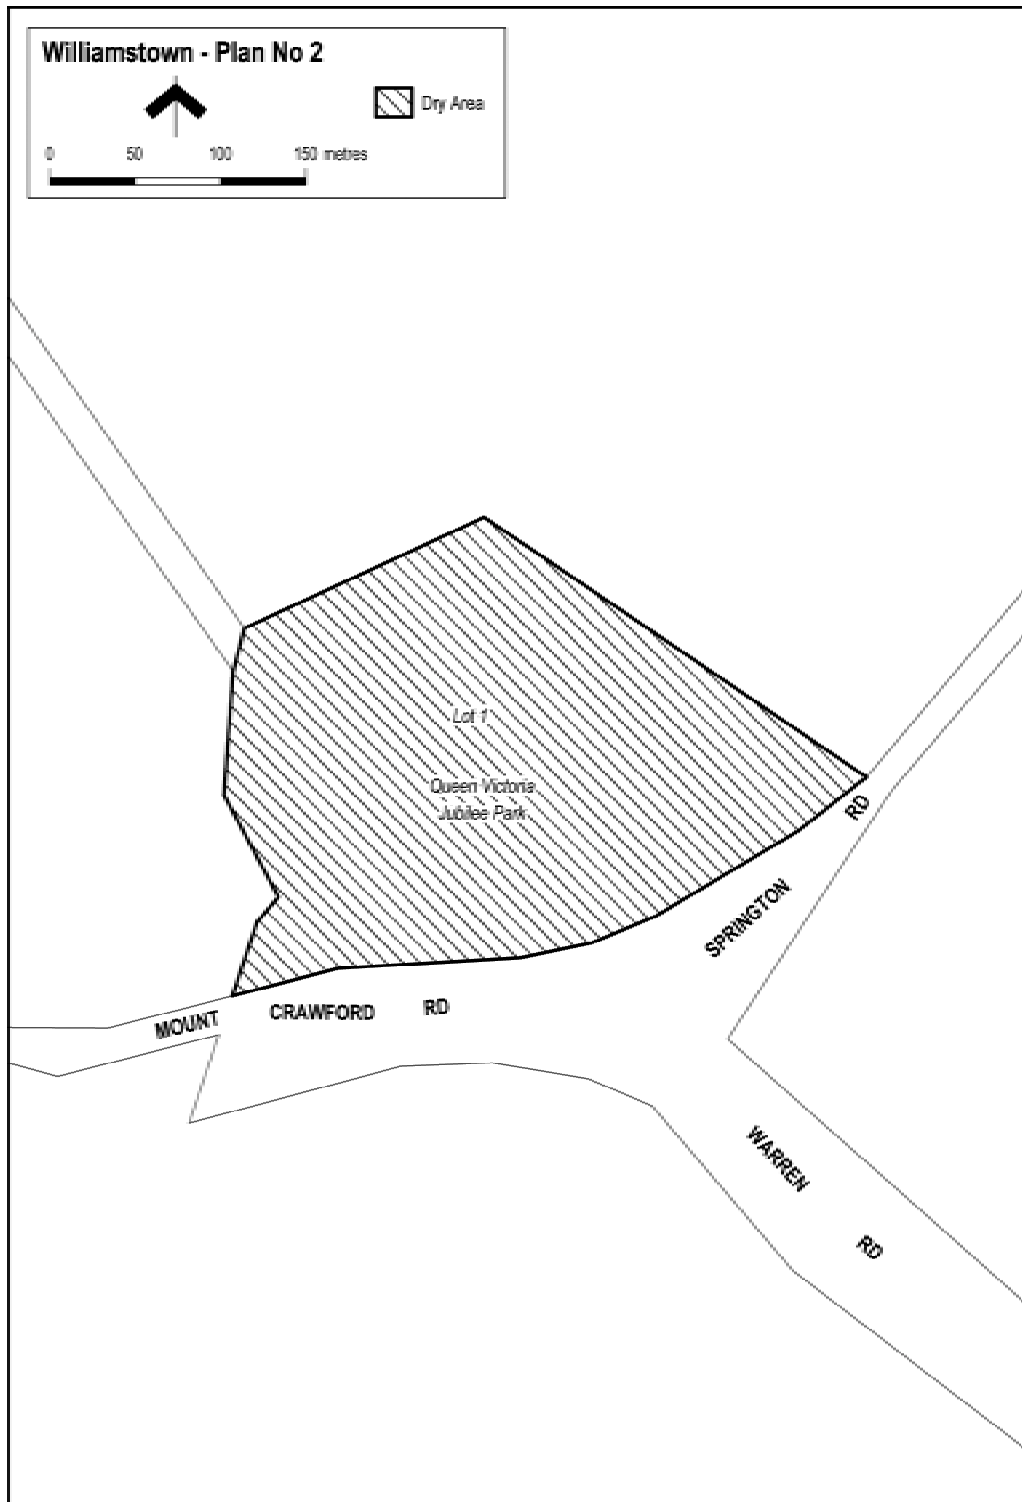 Williamstown - Plan No 2
Dry Area
0 50 100 150 metres
Lot 1
Queen Victoria
Jubilee Park
RD
SPRINGTON
MOUNT CRAWFORD RD
WARREN
RD